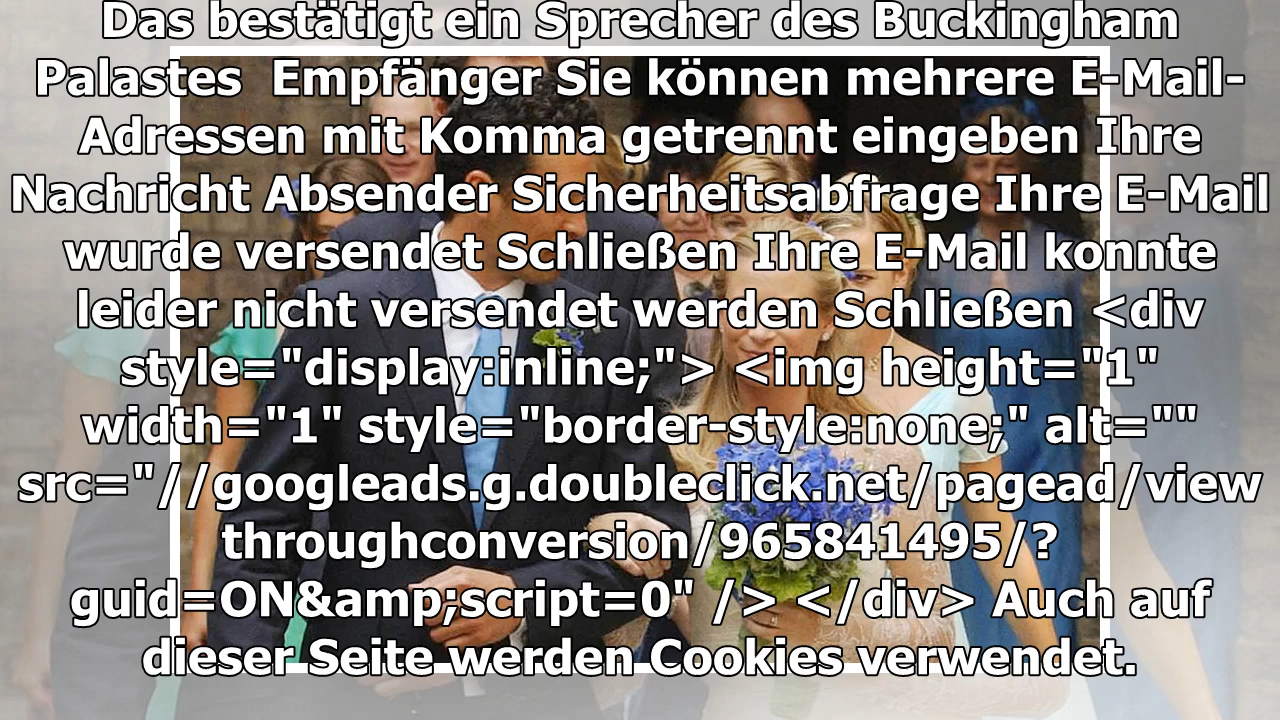 Das bestätigt ein Sprecher des Buckingham
Palastes  Empfänger Sie können mehrere E-Mail-
Adressen mit Komma getrennt eingeben Ihre
Nachricht Absender Sicherheitsabfrage Ihre E-Mail
wurde versendet Schließen Ihre E-Mail konnte
leider nicht versendet werden Schließen <div
style="display:inline;"> <img height="1"
width="1" style="border-style:none;" alt=""
src="//googleads.g.doubleclick.net/pagead/view
throughconversion/965841495/?
guid=ON&amp;script=0" /> </div> Auch auf
dieser Seite werden Cookies verwendet.